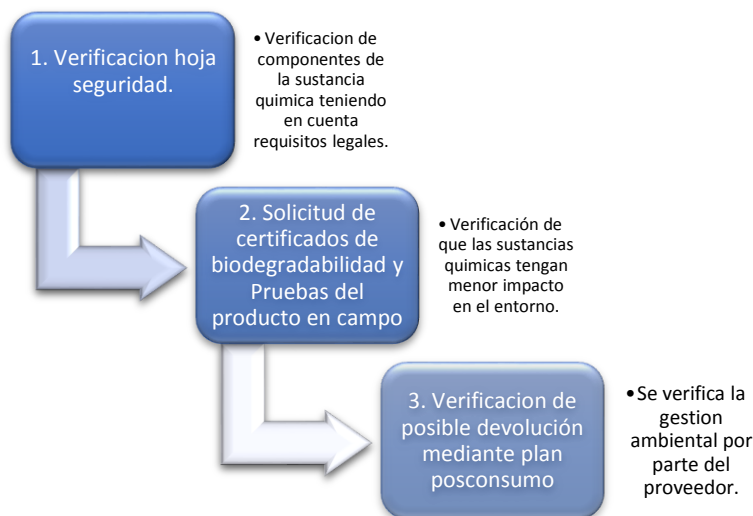 1. Verificacion hoja
seguridad.
• Verificacion de
componentes de
la sustancia
quimica teniendo
en cuenta
requisitos legales.
2. Solicitud de
certificados de
biodegradabilidad y
Pruebas del
producto en campo
• Verificación de
que las sustancias
quimicas tengan
menor impacto
en el entorno.
3. Verificacion de
posible devolución
mediante plan
posconsumo
• Se verifica la
gestion
ambiental por
parte del
proveedor.